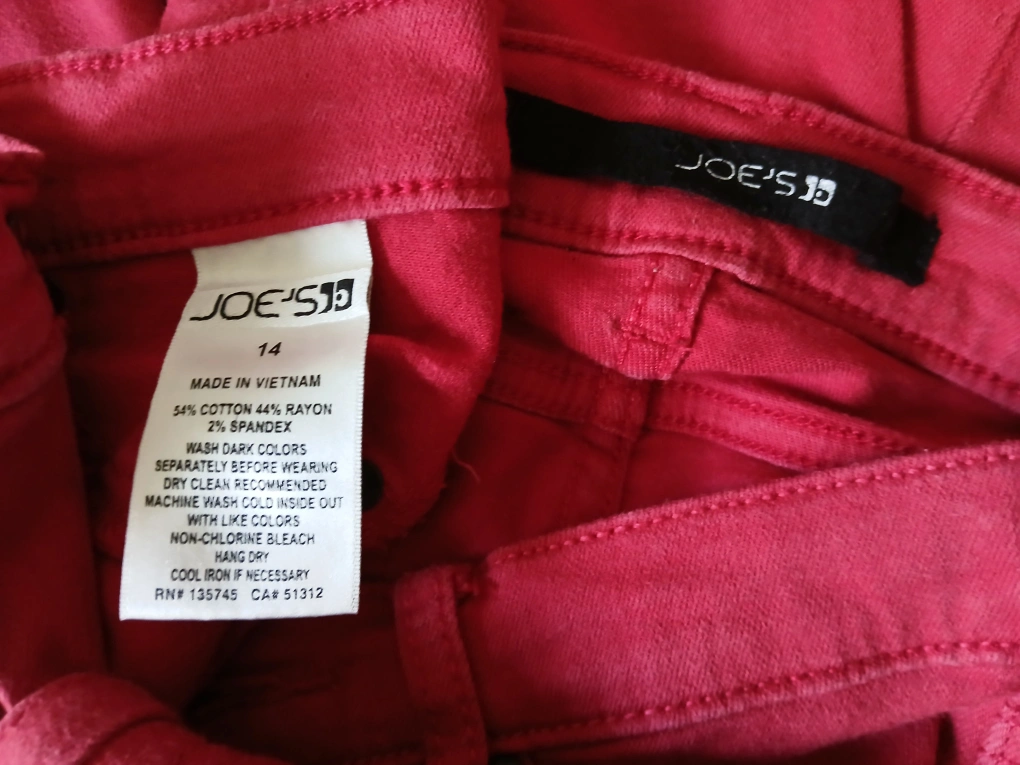 JOE'S
JOE'S
14
MADE IN VIETNAM
54% COTTON 44% RAYON
2% SPANDEX
WASH DARK COLORS
SEPARATELY BEFORE WEARING
DRY CLEAN RECOMMENDED
MACHINE WASH COLD INSIDE OUT
WITH LIKE COLORS
NON-CHLORINE BLEACH
HANG DRY
COOL IRON IF NECESSARY
RN# 135745 CA# 51312